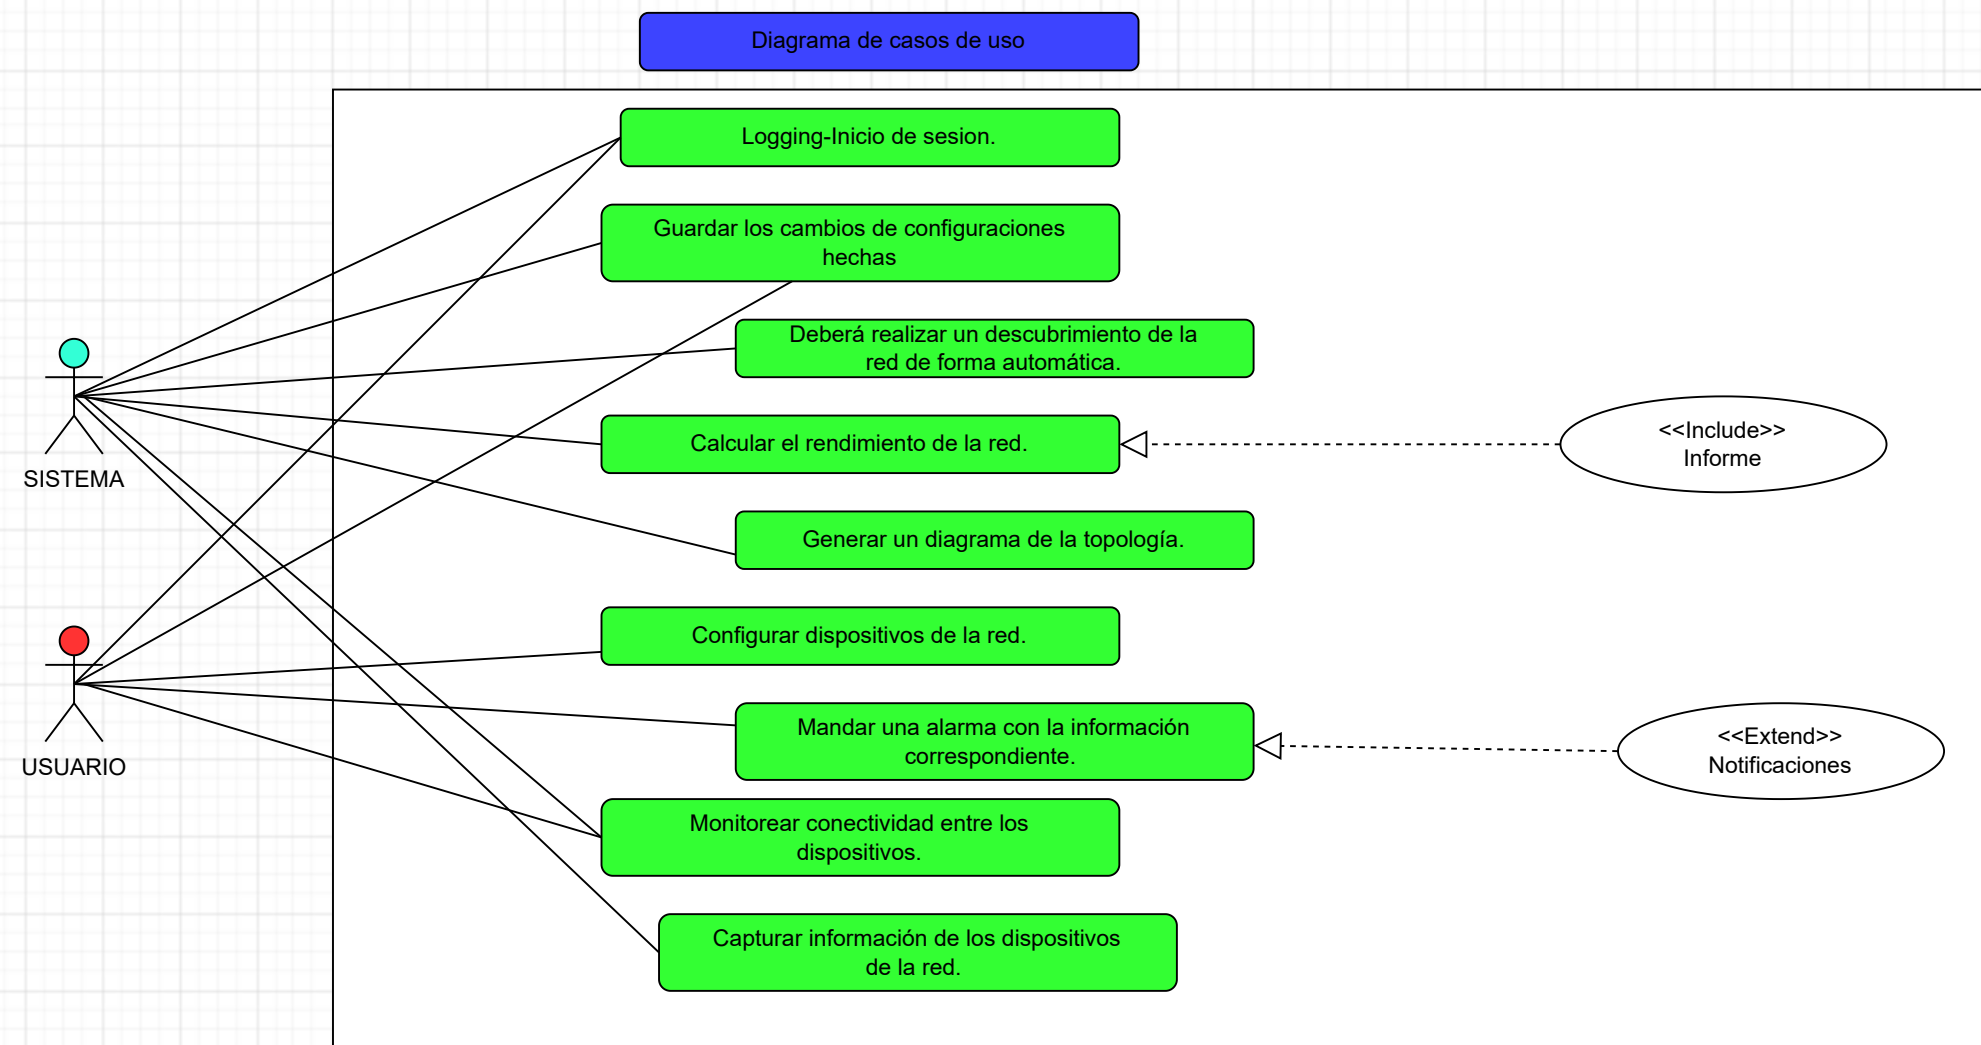 Diagrama de casos de uso
Logging-Inicio de sesion.
Guardar los cambios de configuraciones
hechas
Deberá realizar un descubrimiento de la
red de forma automática.
Calcular el rendimiento de la red.
<<Include>>
Informe
SISTEMA
Generar un diagrama de la topología.
Configurar dispositivos de la red.
Mandar una alarma con la información
correspondiente.
<<Extend>>
Notificaciones
USUARIO
Monitorear conectividad entre los
dispositivos.
Capturar información de los dispositivos
de la red.